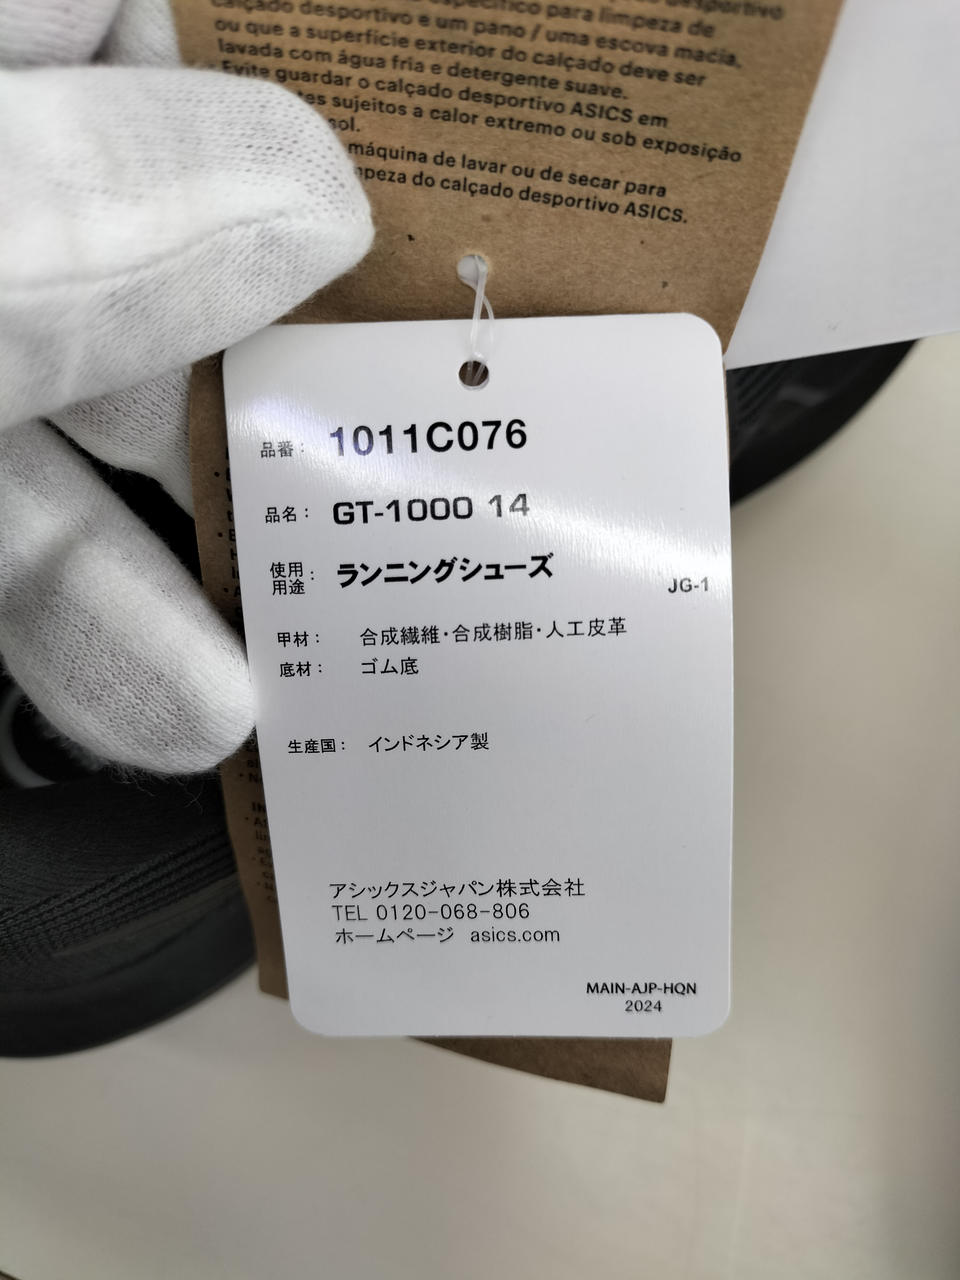 específico para limpeza de
calçado desportivo e um pano / uma escova macia,
ou que a superfície exterior do calçado deve ser
lavada com água fria e detergente suave.
Evite guardar o calçado desportivo ASICS em
tes sujeitos a calor extremo ou sob exposição
sol.
máquina de lavar ou de secar para
mpeza do calçado desportivo ASICS.
品番： 1011C076
品名： GT-1000 14
使用用途： ランニングシューズ
JG-1
甲材： 合成繊維・合成樹脂・人工皮革
底材： ゴム底
生産国： インドネシア製
アシックスジャパン株式会社
TEL 0120-068-806
ホームページ asics.com
MAIN-AJP-HQN
2024